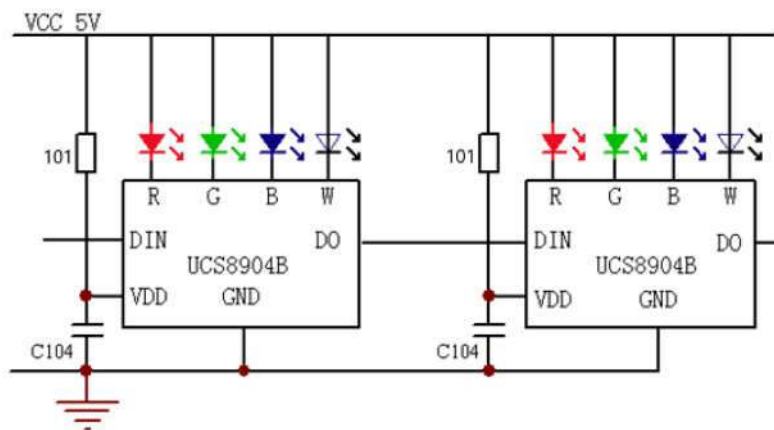 VCC 5V
101
101
R G B W
R G B W
DIN
DO
DIN
DO
UCS8904B
UCS8904B
VDD
GND
VDD
GND
C104
C104